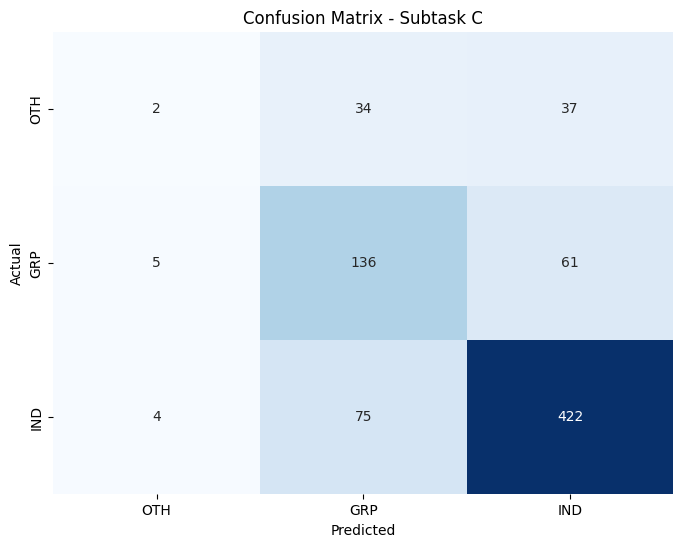 Confusion Matrix - Subtask C
OTH 2 34 37
GRP 5 136 61
IND 4 75 422
OTH GRP IND
Actual
Predicted